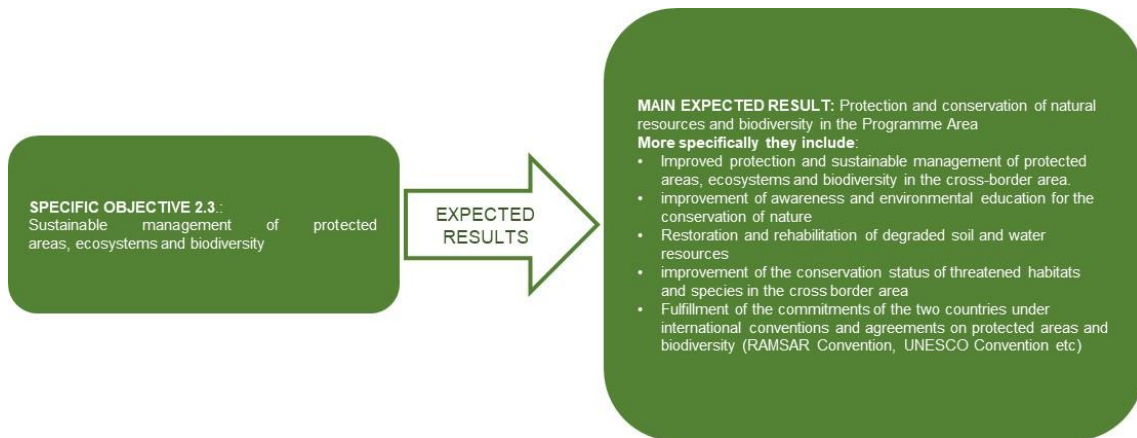 SPECIFIC OBJECTIVE 2.3.:
Sustainable management of protected
areas, ecosystems and biodiversity
EXPECTED
RESULTS
MAIN EXPECTED RESULT: Protection and conservation of natural
resources and biodiversity in the Programme Area
More specifically they include:
• Improved protection and sustainable management of protected
areas, ecosystems and biodiversity in the cross-border area.
• improvement of awareness and environmental education for the
conservation of nature
• Restoration and rehabilitation of degraded soil and water
resources
• improvement of the conservation status of threatened habitats
and species in the cross border area
• Fulfillment of the commitments of the two countries under
international conventions and agreements on protected areas and
biodiversity (RAMSAR Convention, UNESCO Convention etc)